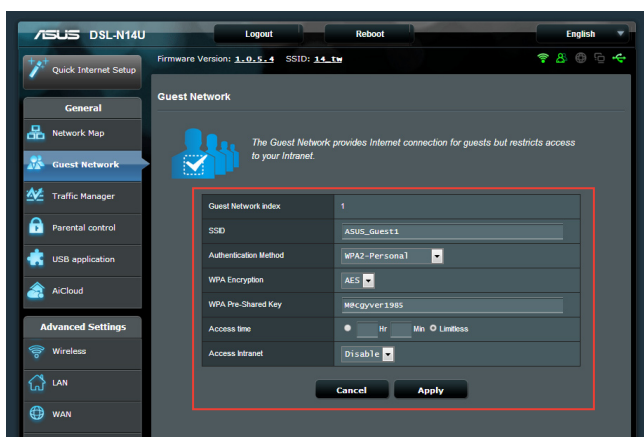 ASUS DSL-N14U
Logout
Reboot
English
Quick Internet Setup
Firmware Version: 1.0.5.4 SSID: 14_tw
General
Network Map
Guest Network
Traffic Manager
Parental control
USB application
AiCloud
Advanced Settings
Wireless
LAN
WAN
Guest Network
The Guest Network provides Internet connection for guests but restricts access
to your Intranet.
Guest Network index 1
SSID ASUS_Guest1
Authentication Method WPA2-Personal
WPA Encryption AES
WPA Pre-Shared Key M@cgyver1985
Access time Hr Min Limitless
Access Intranet Disable
Cancel Apply